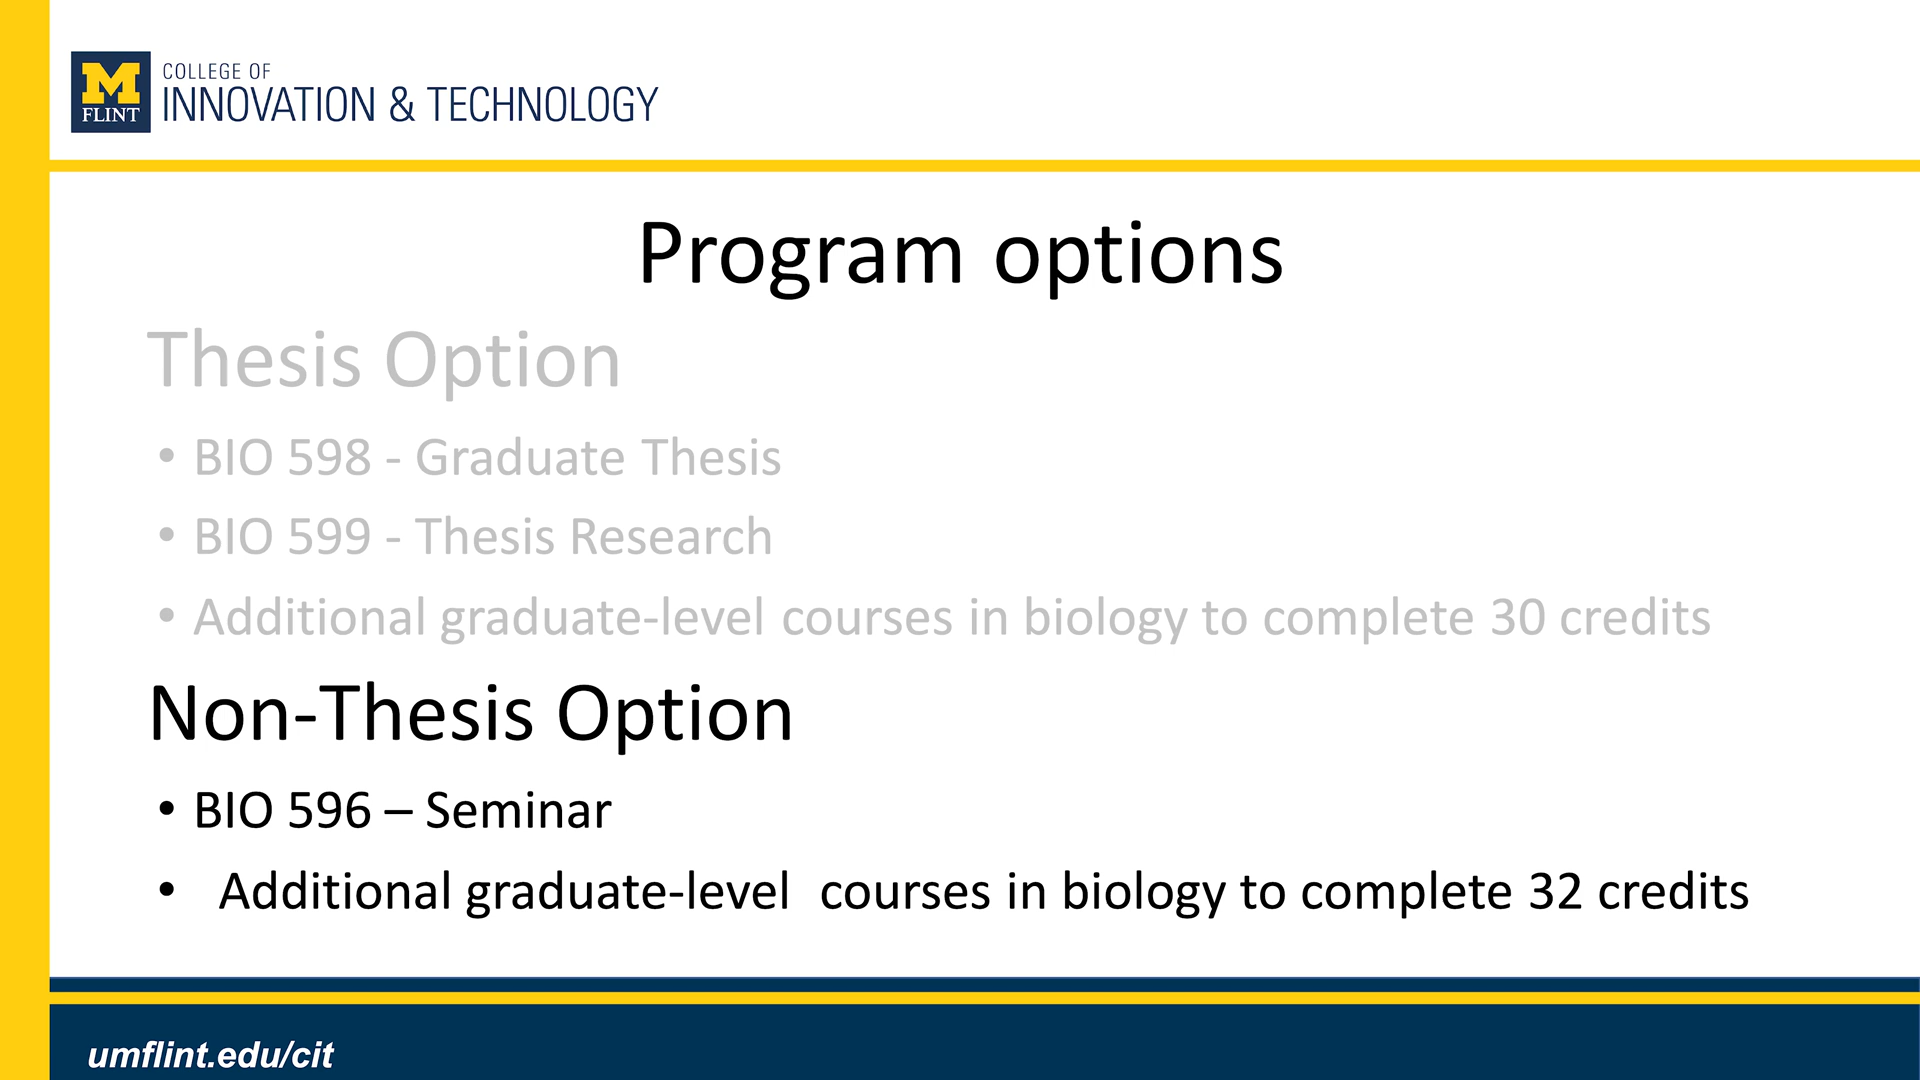 M
FLINT
COLLEGE OF
INNOVATION & TECHNOLOGY
Program options
Thesis Option
• BIO 598 - Graduate Thesis
• BIO 599 - Thesis Research
• Additional graduate-level courses in biology to complete 30 credits
Non-Thesis Option
• BIO 596 – Seminar
• Additional graduate-level courses in biology to complete 32 credits
umflint.edu/cit